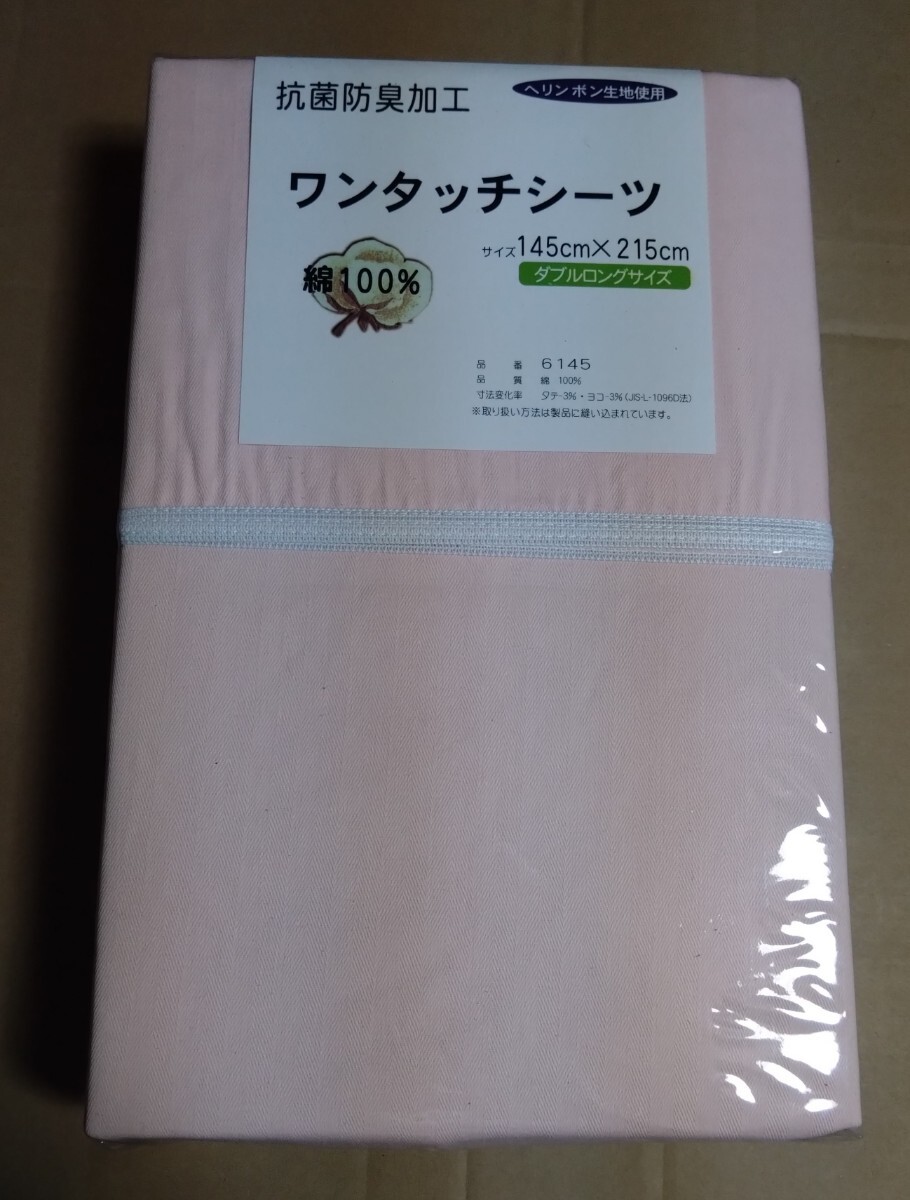 抗菌防臭加工
ヘリンボン生地使用
ワンタッチシーツ
サイズ145cm×215cm
ダブルロングサイズ
綿100%
品番 6145
品質 綿 100%
寸法変化率 タテ-3%・ヨコ-3%(JIS-L-1096D法)
※取り扱い方法は製品に縫い込まれています。